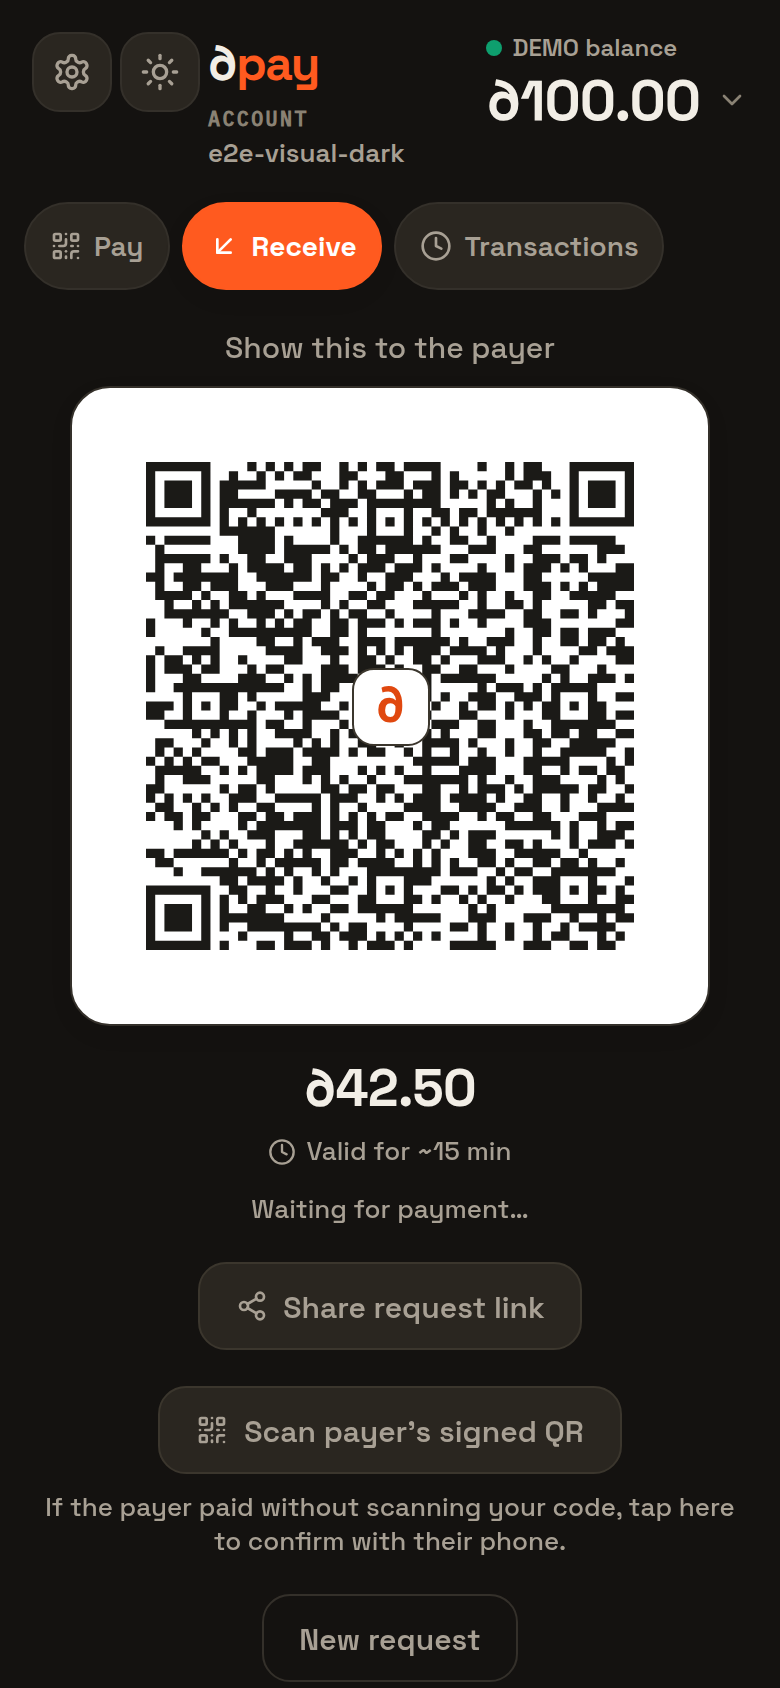 ∂pay
ACCOUNT
e2e-visual-dark
DEMO balance
∂100.00
Pay
Receive
Transactions
Show this to the payer
∂
∂42.50
Valid for ~15 min
Waiting for payment…
Share request link
Scan payer’s signed QR
If the payer paid without scanning your code, tap here
to confirm with their phone.
New request